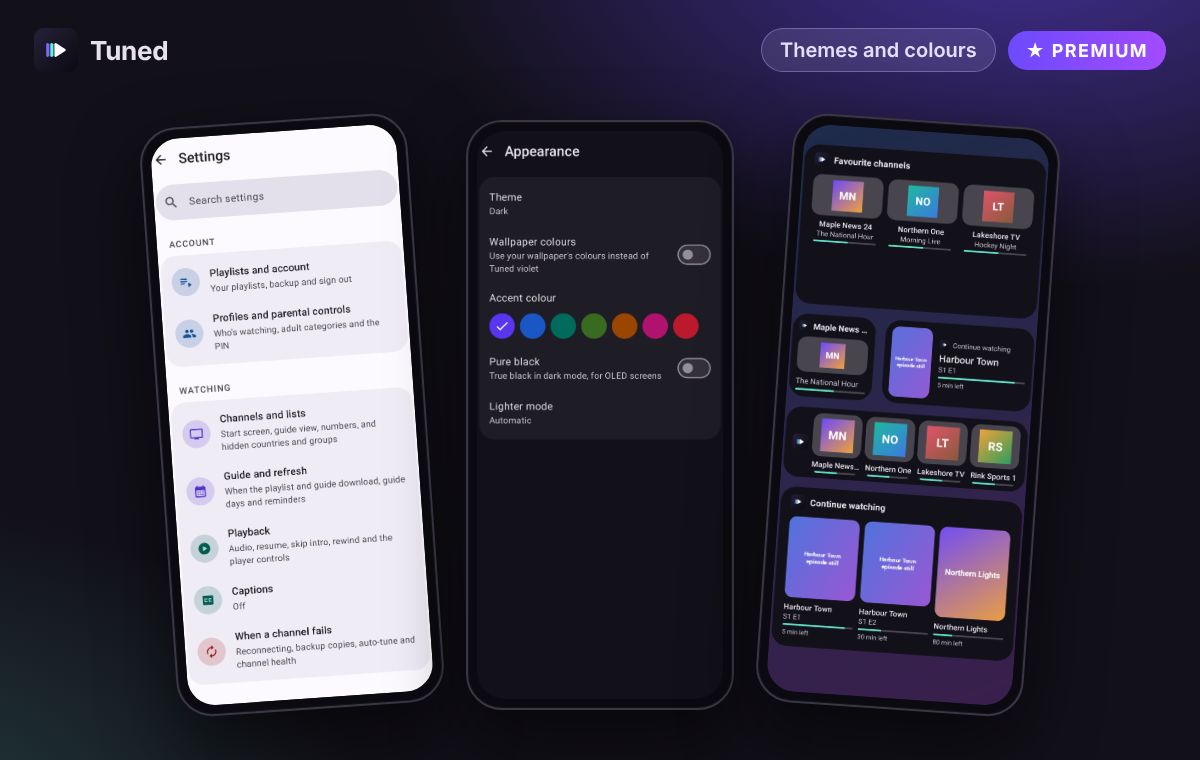 Tuned
Themes and colours
★ PREMIUM
Settings
Search settings
ACCOUNT
Playlists and account
Your playlists, backup and sign out
Profiles and parental controls
Who's watching, adult categories and the
PIN
WATCHING
Channels and lists
Start screen, guide view, numbers, and
hidden countries and groups
Guide and refresh
When the playlist and guide download, guide
days and reminders
Playback
Audio, resume, skip intro, rewind and the
player controls
Captions
Off
When a channel fails
Reconnecting, backup copies, auto-tune and
channel health
Appearance
Theme
Dark
Wallpaper colours
Use your wallpaper's colours instead of
Tuned violet
Accent colour
Pure black
True black in dark mode, for OLED screens
Lighter mode
Automatic
Favourite channels
MN NO LT
Maple News 24 Northern One Lakeshore TV
The National Hour Morning Live Hockey Night
Maple News ...
MN
The National Hour
Harbour Town
episode still
Continue watching
Harbour Town
S1 E1
5 min left
MN NO LT RS
Maple News... Northern One Lakeshore TV Rink Sports 1
Continue watching
Harbour Town
episode still
Harbour Town
episode still
Northern Lights
Harbour Town
S1 E1
5 min left
Harbour Town
S1 E2
30 min left
Northern Lights
80 min left